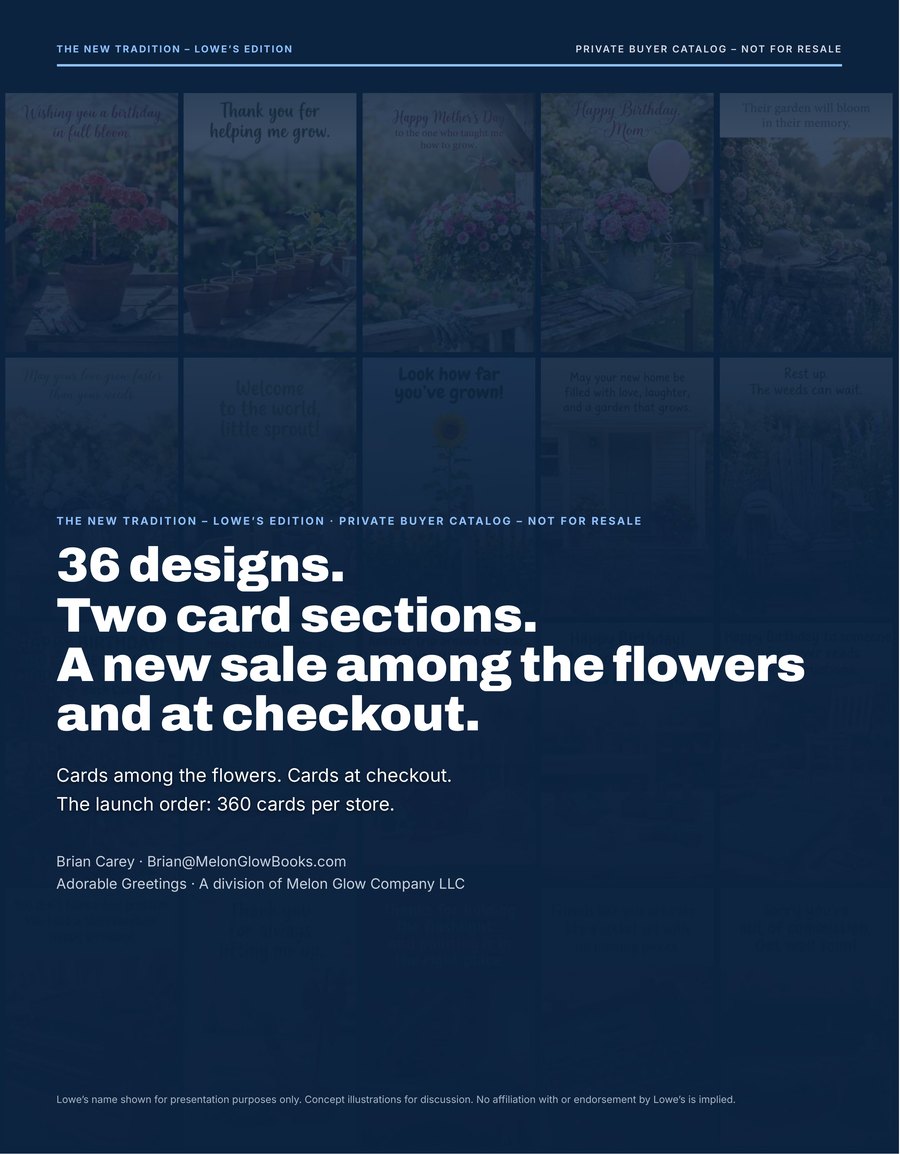 THE NEW TRADITION – LOWE'S EDITION
PRIVATE BUYER CATALOG – NOT FOR RESALE
Wishing you a birthday
in full bloom.
Thank you for
helping me grow.
Happy Mother's Day
to the one who taught me
how to grow.
Happy Birthday,
Mom
Their garden will bloom
in their memory.
May your love grow faster
than your weeds.
Welcome
to the world,
little sprout!
Look how far
you've grown!
May your new home be
filled with love, laughter,
and a garden that grows.
Rest up.
The weeds can wait.
THE NEW TRADITION – LOWE'S EDITION · PRIVATE BUYER CATALOG – NOT FOR RESALE
36 designs.
Two card sections.
A new sale among the flowers
and at checkout.
Cards among the flowers. Cards at checkout.
The launch order: 360 cards per store.
Brian Carey · Brian@MelonGlowBooks.com
Adorable Greetings · A division of Melon Glow Company LLC
Lowe's name shown for presentation purposes only. Concept illustrations for discussion. No affiliation with or endorsement by Lowe's is implied.